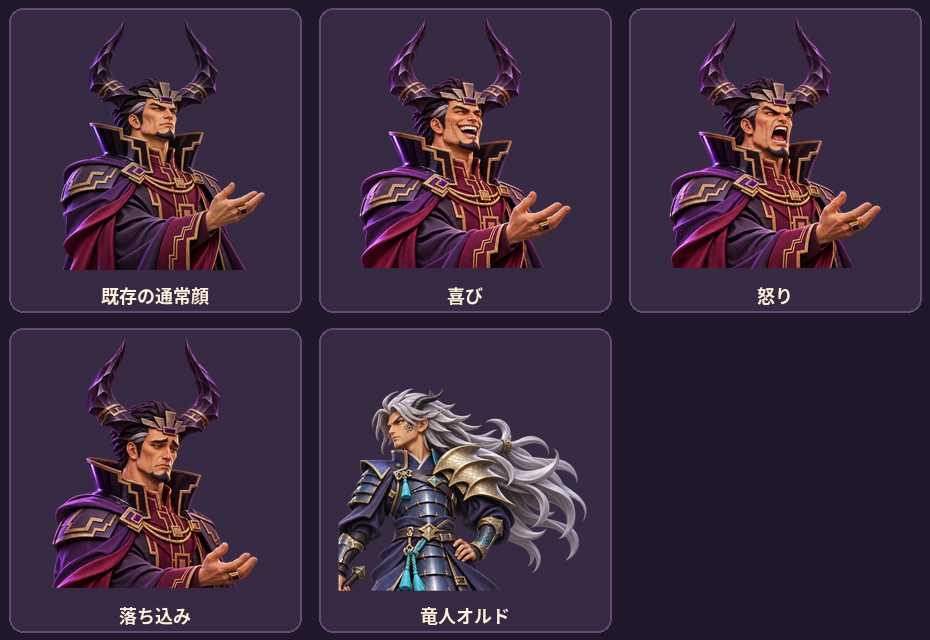 既存の通常顔
喜び
怒り
落ち込み
竜人オルド